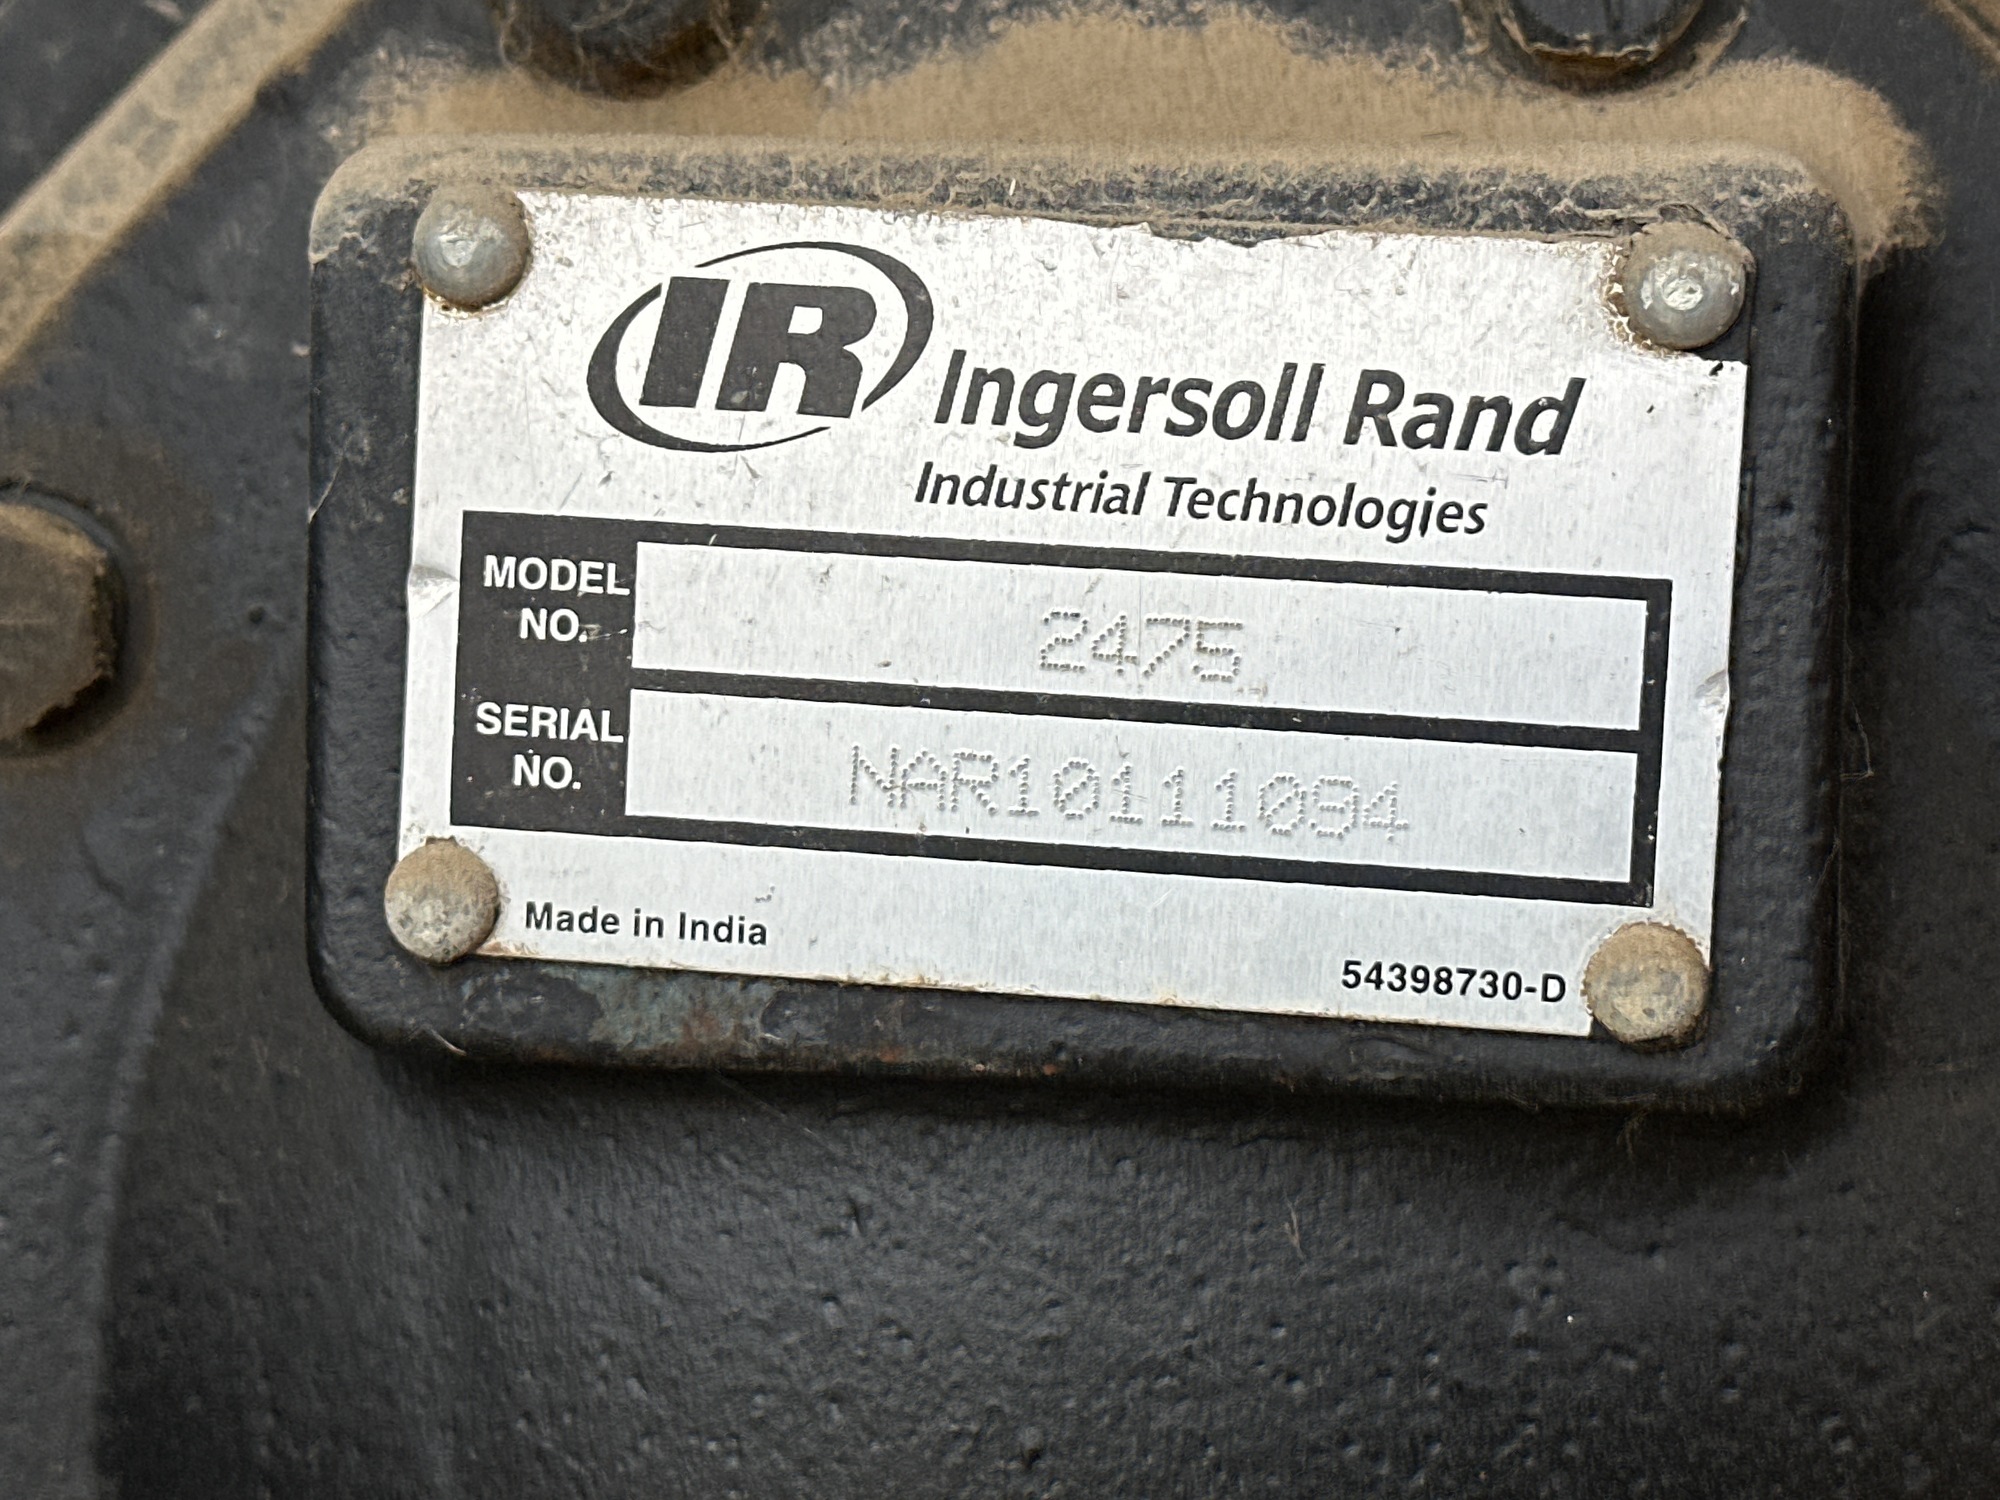 IR
Ingersoll Rand
Industrial Technologies
MODEL NO.
2475
SERIAL NO.
NAR10111094
Made in India
54398730-D